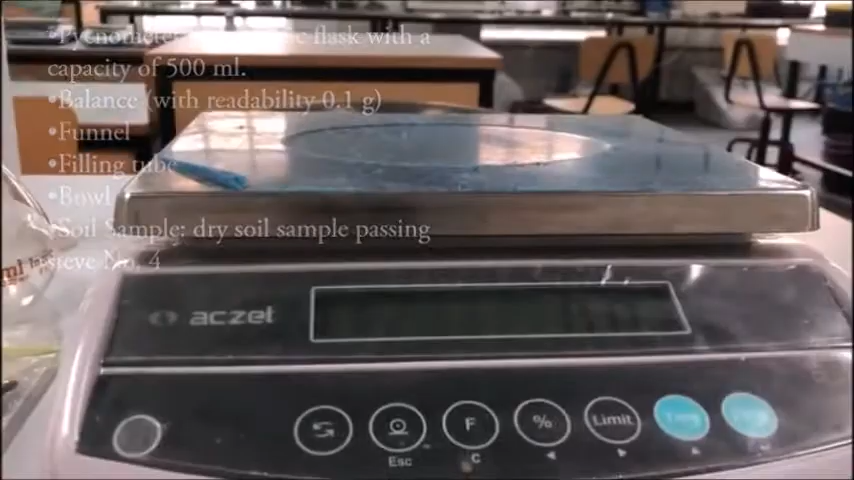 flask with a
capacity of 500 ml.
•Balance (with readability 0.1 g)
•Funnel
•Filling tube
•Bowl
•Soil Sample: dry soil sample passing
sieve No. 4
aczet
F
%
Limit
Esc
C